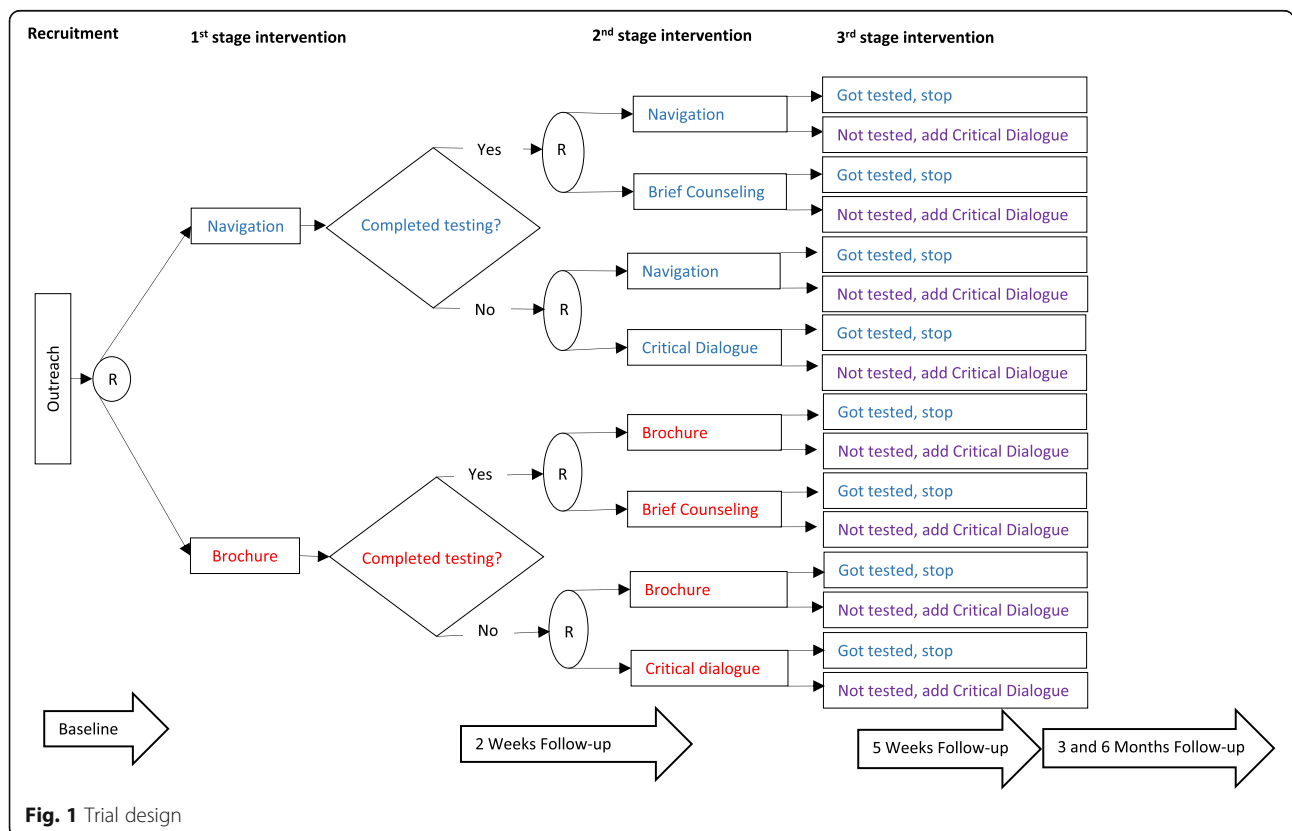 Recruitment
1st stage intervention
2nd stage intervention
3rd stage intervention
Outreach
R
Navigation
Completed testing?
Yes
R
Navigation
Got tested, stop
Not tested, add Critical Dialogue
Brief Counseling
Got tested, stop
Not tested, add Critical Dialogue
No
R
Navigation
Got tested, stop
Not tested, add Critical Dialogue
Critical Dialogue
Got tested, stop
Not tested, add Critical Dialogue
Brochure
Completed testing?
Yes
R
Brochure
Got tested, stop
Not tested, add Critical Dialogue
Brief Counseling
Got tested, stop
Not tested, add Critical Dialogue
No
R
Brochure
Got tested, stop
Not tested, add Critical Dialogue
Critical dialogue
Got tested, stop
Not tested, add Critical Dialogue
Baseline
2 Weeks Follow-up
5 Weeks Follow-up
3 and 6 Months Follow-up
Fig. 1 Trial design